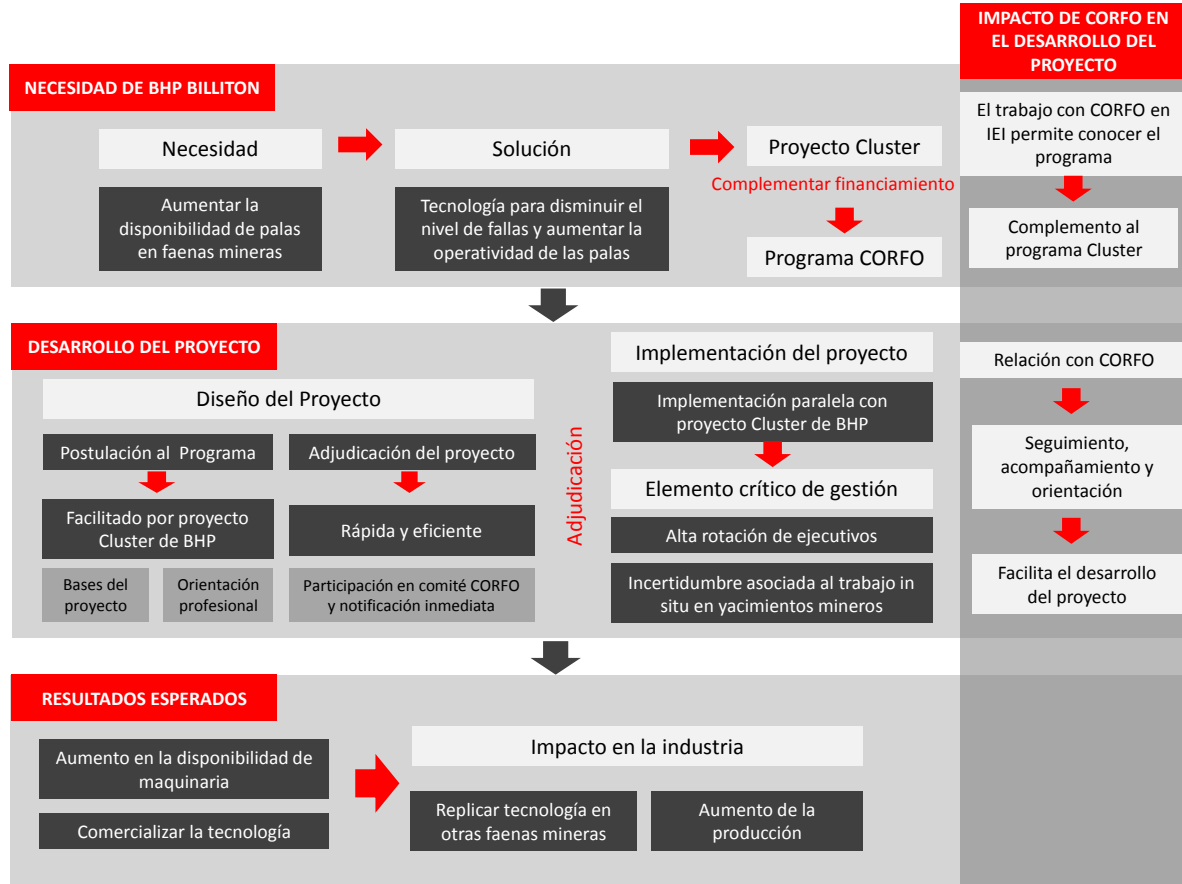 IMPACTO DE CORFO EN
EL DESARROLLO DEL
PROYECTO
NECESIDAD DE BHP BILLITON
Necesidad
Aumentar la
disponibilidad de palas
en faenas mineras
Solución
Tecnología para disminuir el
nivel de fallas y aumentar la
operatividad de las palas
Proyecto Cluster
Complementar financiamiento
Programa CORFO
El trabajo con CORFO en
IEI permite conocer el
programa
Complemento al
programa Cluster
DESARROLLO DEL PROYECTO
Diseño del Proyecto
Postulación al Programa
Facilitado por proyecto
Cluster de BHP
Bases del
proyecto
Orientación
profesional
Adjudicación del proyecto
Rápida y eficiente
Participación en comité CORFO
y notificación inmediata
Adjudicación
Implementación del proyecto
Implementación paralela con
proyecto Cluster de BHP
Elemento crítico de gestión
Alta rotación de ejecutivos
Incertidumbre asociada al trabajo in
situ en yacimientos mineros
Relación con CORFO
Seguimiento,
acompañamiento y
orientación
Facilita el desarrollo
del proyecto
RESULTADOS ESPERADOS
Aumento en la disponibilidad de
maquinaria
Comercializar la tecnología
Impacto en la industria
Replicar tecnología en
otras faenas mineras
Aumento de la
producción